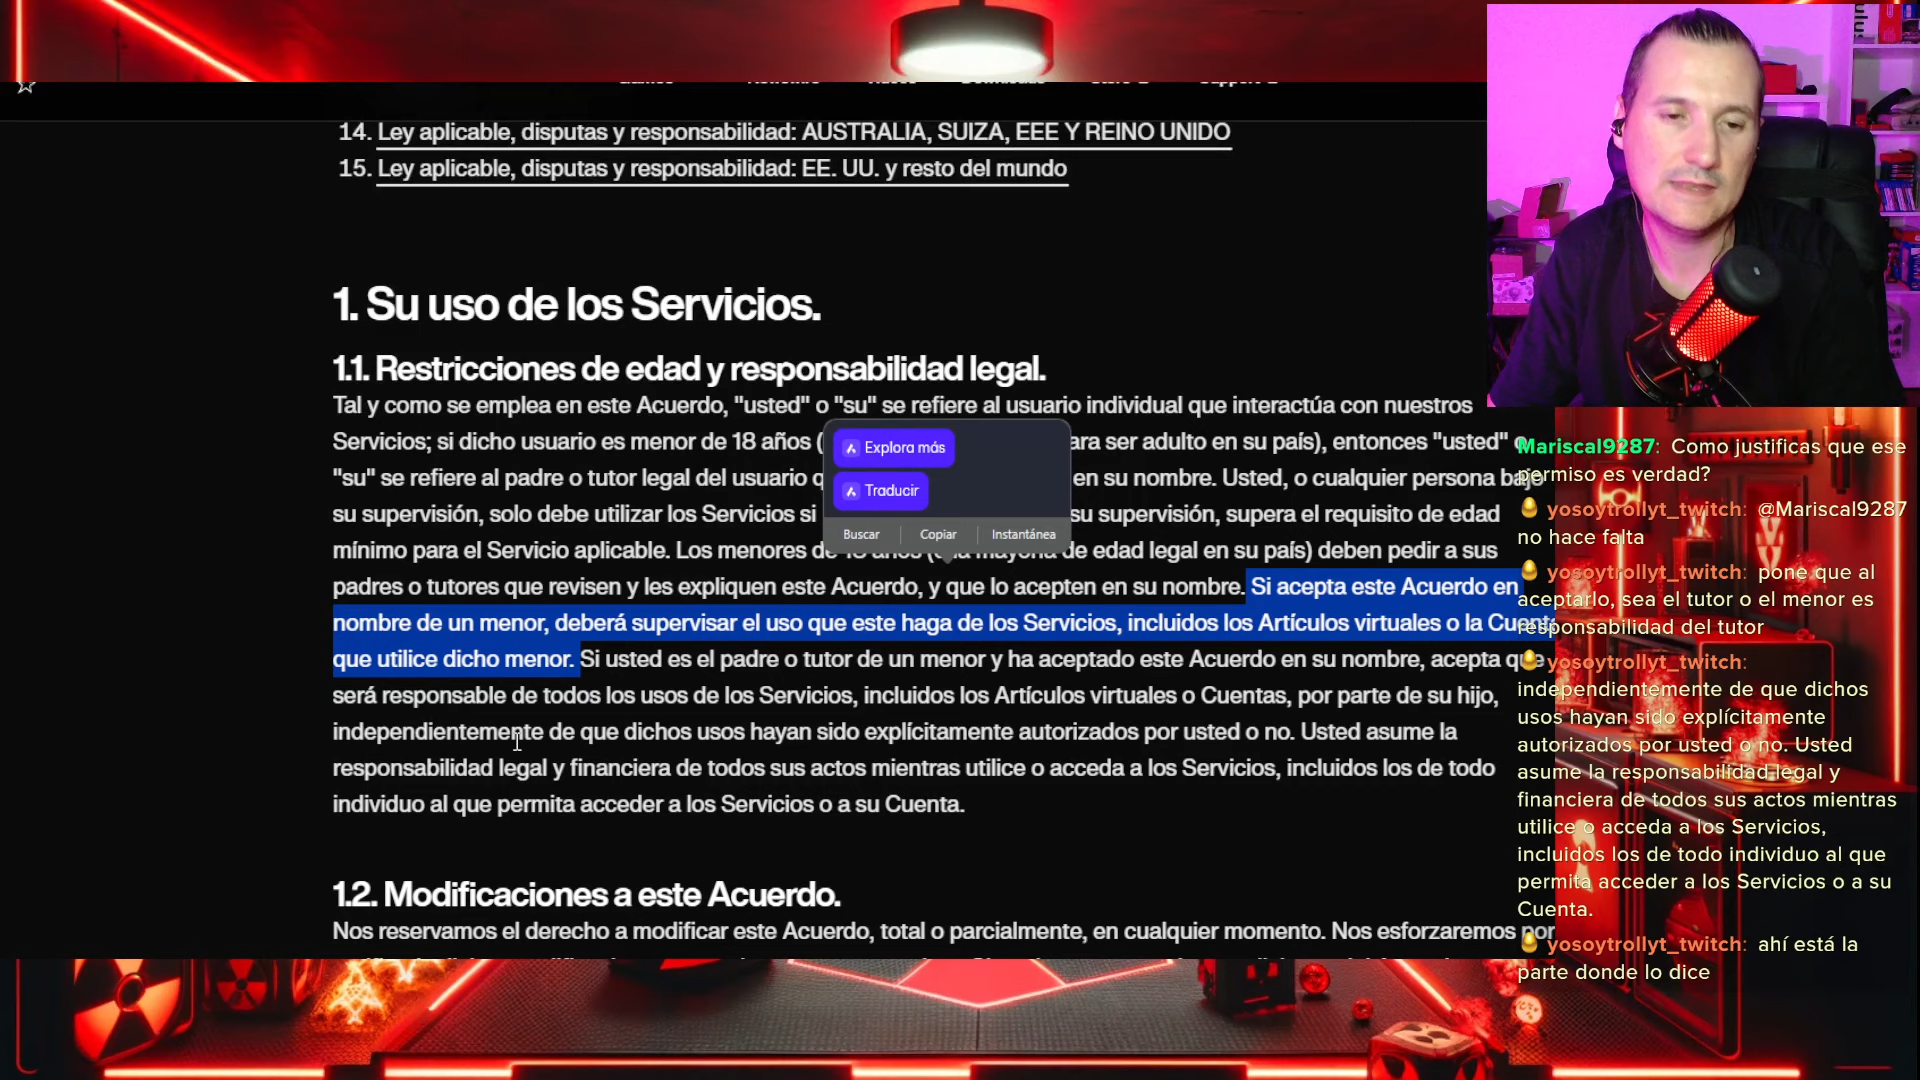 14. Ley aplicable, disputas y responsabilidad: AUSTRALIA, SUIZA, EEE Y REINO UNIDO
15. Ley aplicable, disputas y responsabilidad: EE. UU. y resto del mundo
1. Su uso de los Servicios.
1.1. Restricciones de edad y responsabilidad legal.
Tal y como se emplea en este Acuerdo, "usted" o "su" se refiere al usuario individual que interactúa con nuestros
Servicios; si dicho usuario es menor de 18 años ( ara ser adulto en su país), entonces "usted" o
"su" se refiere al padre o tutor legal del usuario q en su nombre. Usted, o cualquier persona bajo
su supervisión, solo debe utilizar los Servicios si su supervisión, supera el requisito de edad
mínimo para el Servicio aplicable. Los menores de 18 años (o la mayoría de edad legal en su país) deben pedir a sus
padres o tutores que revisen y les expliquen este Acuerdo, y que lo acepten en su nombre. Si acepta este Acuerdo en
nombre de un menor, deberá supervisar el uso que este haga de los Servicios, incluidos los Artículos virtuales o la Cuenta
que utilice dicho menor. Si usted es el padre o tutor de un menor y ha aceptado este Acuerdo en su nombre, acepta que
será responsable de todos los usos de los Servicios, incluidos los Artículos virtuales o Cuentas, por parte de su hijo,
independientemente de que dichos usos hayan sido explícitamente autorizados por usted o no. Usted asume la
responsabilidad legal y financiera de todos sus actos mientras utilice o acceda a los Servicios, incluidos los de todo
individuo al que permita acceder a los Servicios o a su Cuenta.
1.2. Modificaciones a este Acuerdo.
Nos reservamos el derecho a modificar este Acuerdo, total o parcialmente, en cualquier momento. Nos esforzaremos por
Explora más
Traducir
Buscar
Copiar
Instantánea
Mariscal9287: Como justificas que ese
permiso es verdad?
yosoytrollyt_twitch: @Mariscal9287
no hace falta
yosoytrollyt_twitch: pone que al
aceptarlo, sea el tutor o el menor es
responsabilidad del tutor
yosoytrollyt_twitch:
independientemente de que dichos
usos hayan sido explícitamente
autorizados por usted o no. Usted
asume la responsabilidad legal y
financiera de todos sus actos mientras
utilice o acceda a los Servicios,
incluidos los de todo individuo al que
permita acceder a los Servicios o a su
Cuenta.
yosoytrollyt_twitch: ahí está la
parte donde lo dice